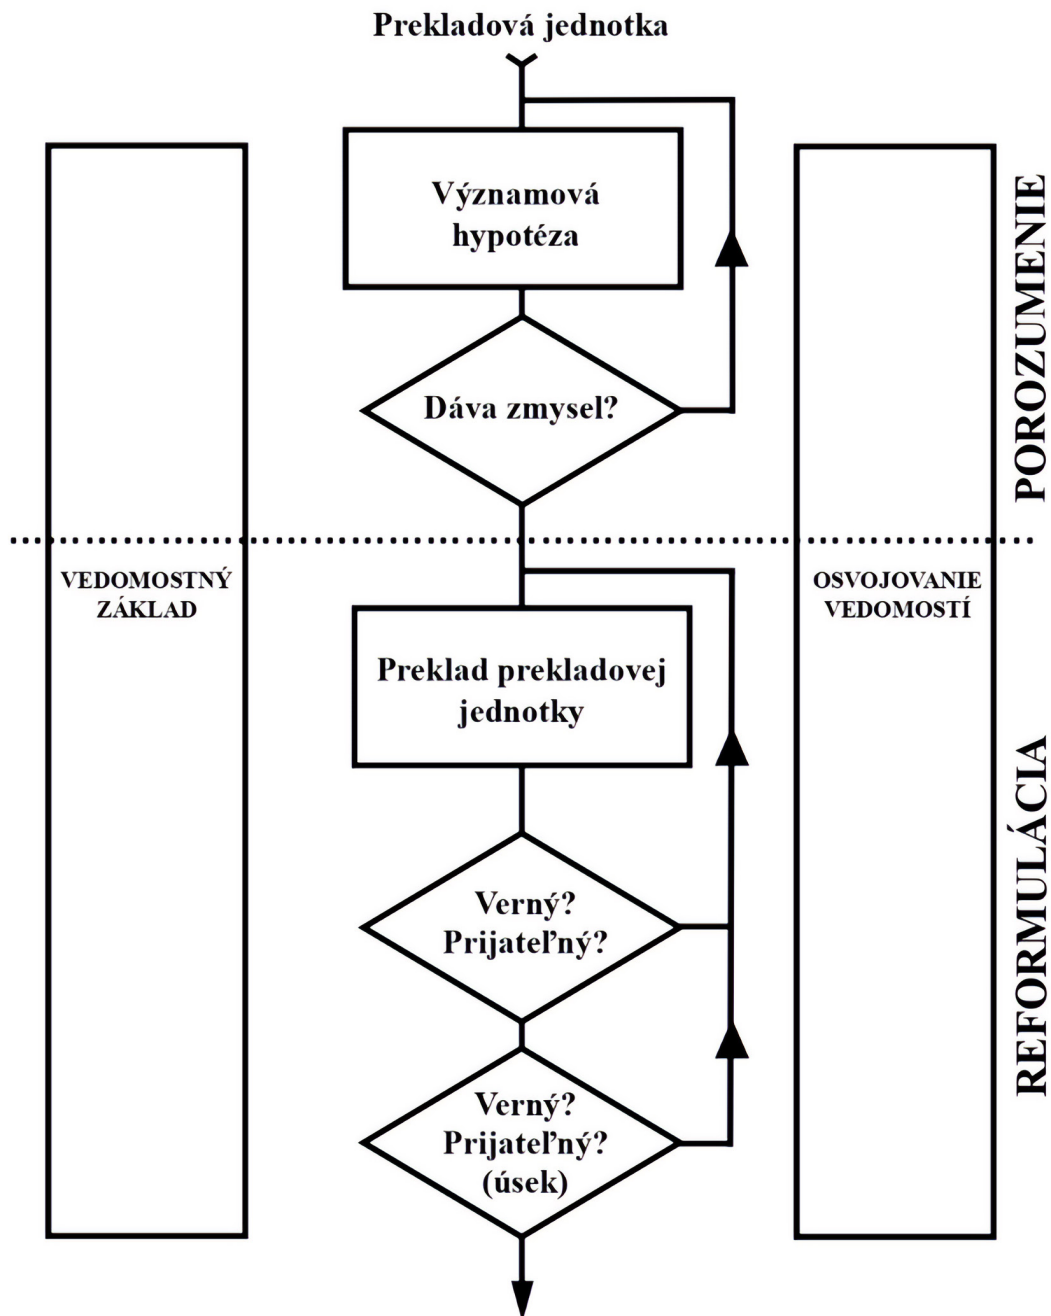 Prekladová jednotka
Významová
hypotéza
Dáva zmysel?
POROZUMENIE
VEDOMOSTNÝ
ZÁKLAD
OSVOJOVANIE
VEDOMOSTÍ
Preklad prekladovej
jednotky
Verný?
Prijateľný?
Verný?
Prijateľný?
(úsek)
REFORMULÁCIA